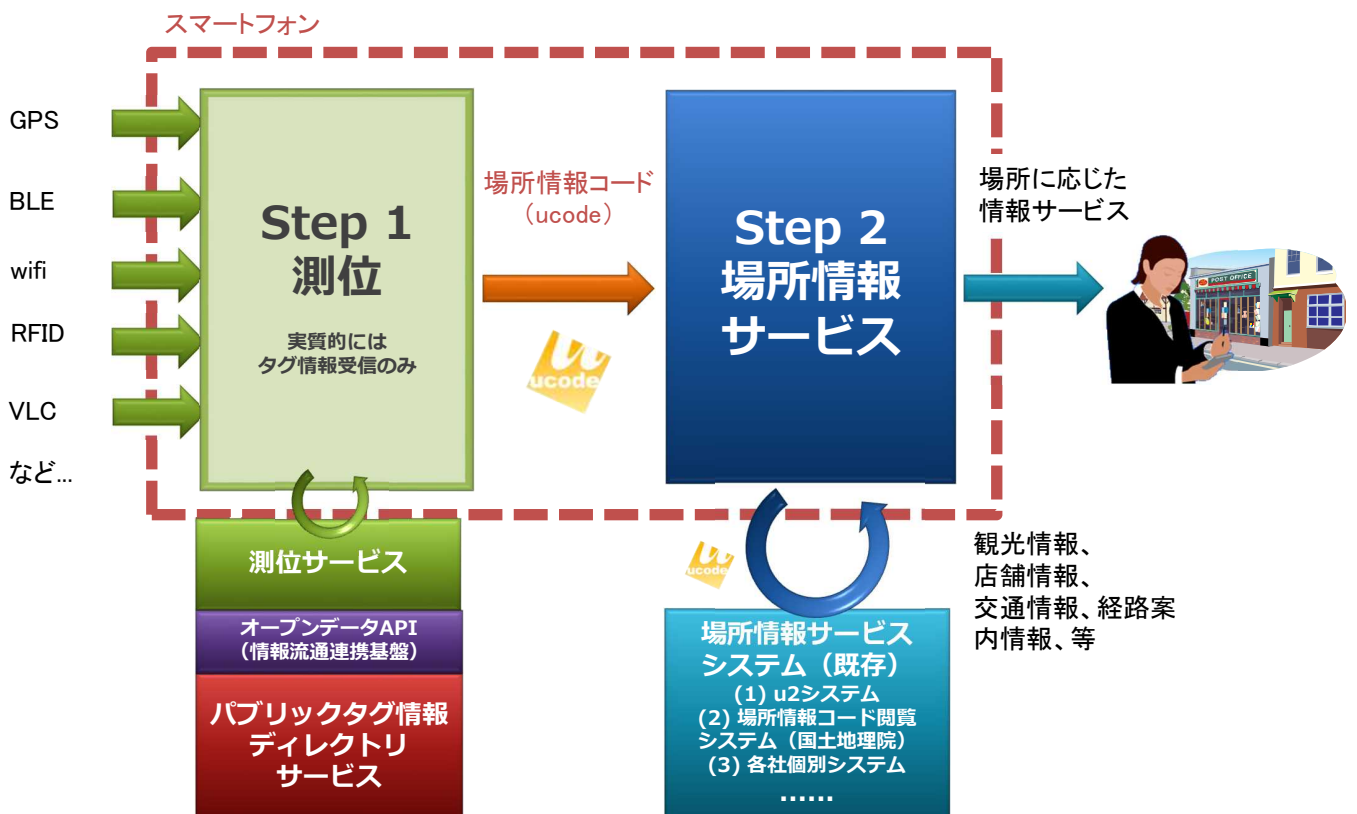 スマートフォン
GPS
BLE
wifi
RFID
VLC
など...
Step 1
測位
実質的には
タグ情報受信のみ
場所情報コード
（ucode）
ucode
Step 2
場所情報
サービス
場所に応じた
情報サービス
POST OFFICE
測位サービス
オープンデータAPI
（情報流通連携基盤）
パブリックタグ情報
ディレクトリ
サービス
ucode
場所情報サービス
システム（既存）
(1) u2システム
(2) 場所情報コード閲覧
システム（国土地理院）
(3) 各社個別システム
……
観光情報、
店舗情報、
交通情報、経路案
内情報、等